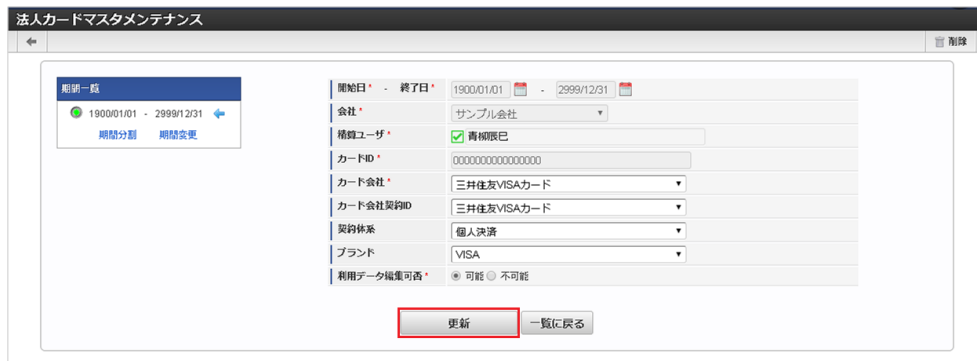 法人カードマスタメンテナンス
削除
期間一覧
1900/01/01 - 2999/12/31
期間分割 期間変更
開始日* - 終了日* 1900/01/01 - 2999/12/31
会社* サンプル会社
積算ユーザ* 青柳辰巳
カードID* 0000000000000000
カード会社* 三井住友VISAカード
カード会社契約ID 三井住友VISAカード
契約体系 個人決済
ブランド VISA
利用データ編集可否* 可能 不可能
更新 一覧に戻る